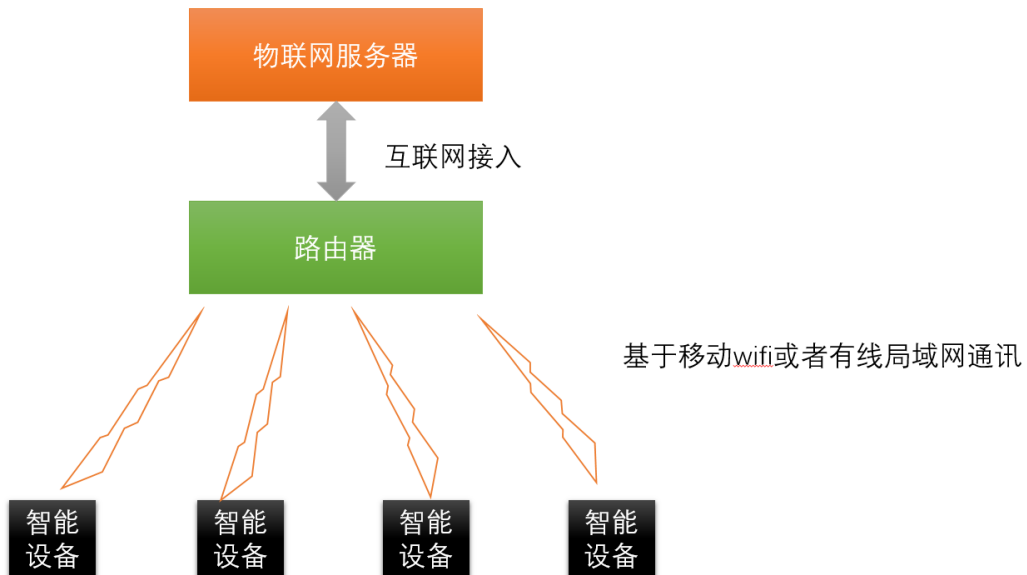 物联网服务器
互联网接入
路由器
基于移动wifi或者有线局域网通讯
智能
设备
智能
设备
智能
设备
智能
设备